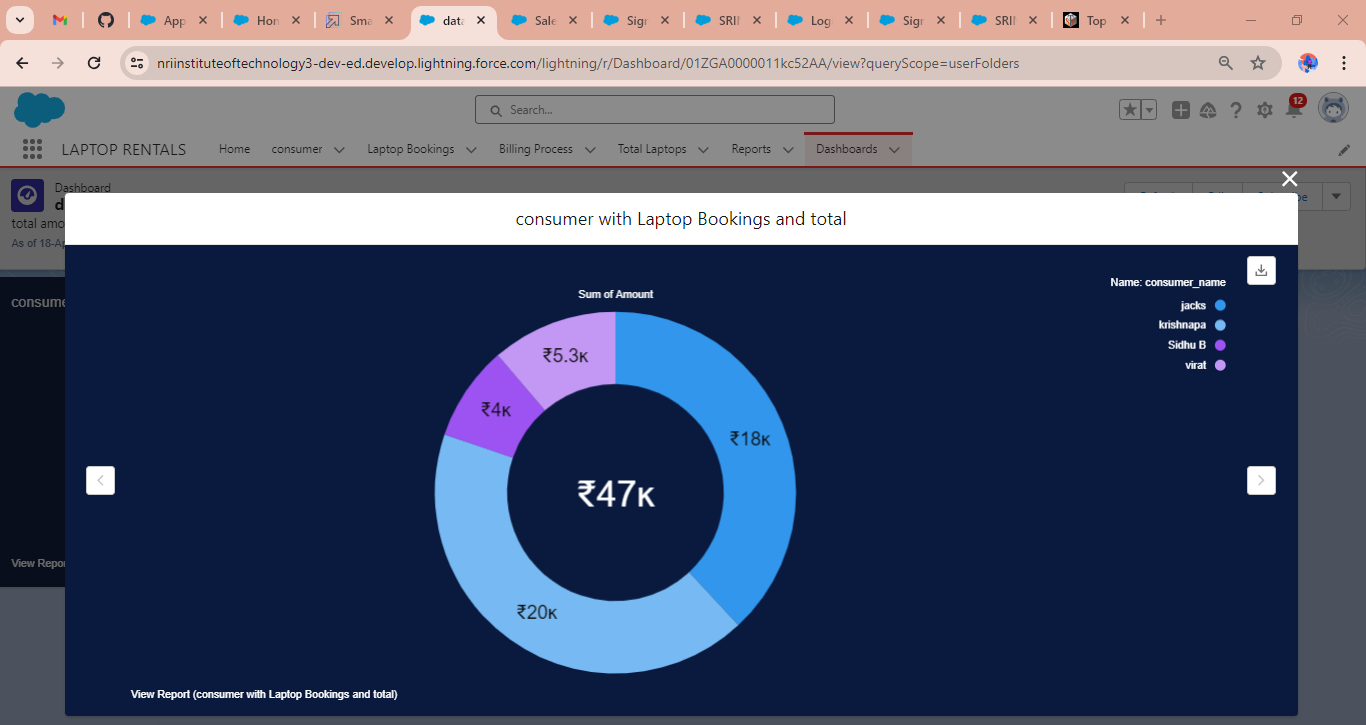 App
Hon
Sma
data
Sale
Sign
SRIN
Log
Sign
SRIN
Top
nriinstituteoftechnology3-dev-ed.develop.lightning.force.com/lightning/r/Dashboard/01ZGA0000011kc52AA/view?queryScope=userFolders
Search...
12
LAPTOP RENTALS Home consumer Laptop Bookings Billing Process Total Laptops Reports Dashboards
Dashboard
total amo
As of 18-Ap
consumer with Laptop Bookings and total
consume
Sum of Amount
Name: consumer_name
jacks
krishnapa
Sidhu B
virat
₹5.3K
₹4K
₹18K
₹47K
₹20K
View Repor
View Report (consumer with Laptop Bookings and total)